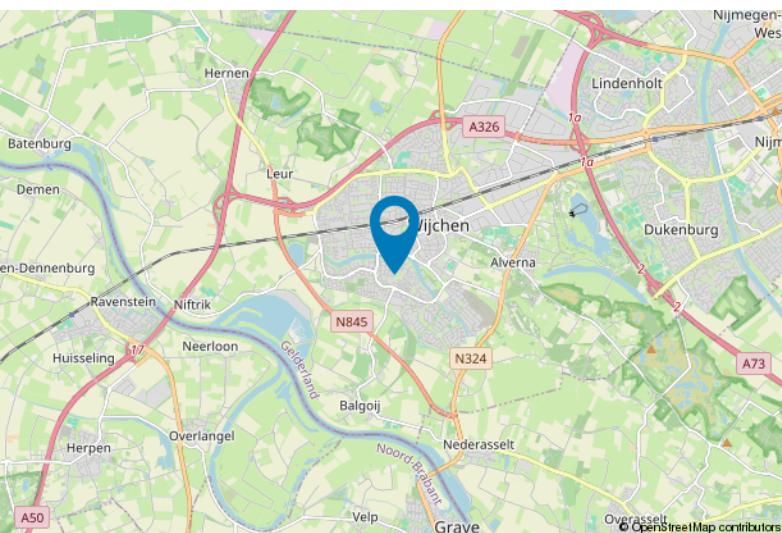 Nijmegen-
Wes
Hernen
Lindenholt
1a
A326
Batenburg
1a
Nijm
Leur
Demen
Wijchen
Dukenburg
en-Dennenburg
Alverna
2
Ravenstein
Niftrik
2
N845
17
Neerloon
Gelderland
Huisseling
N324
A73
Balgoij
Overlangel
Nederasselt
Herpen
Noord-Brabant
A50
Velp
Grave
Overasselt
© OpenStreetMap contributors